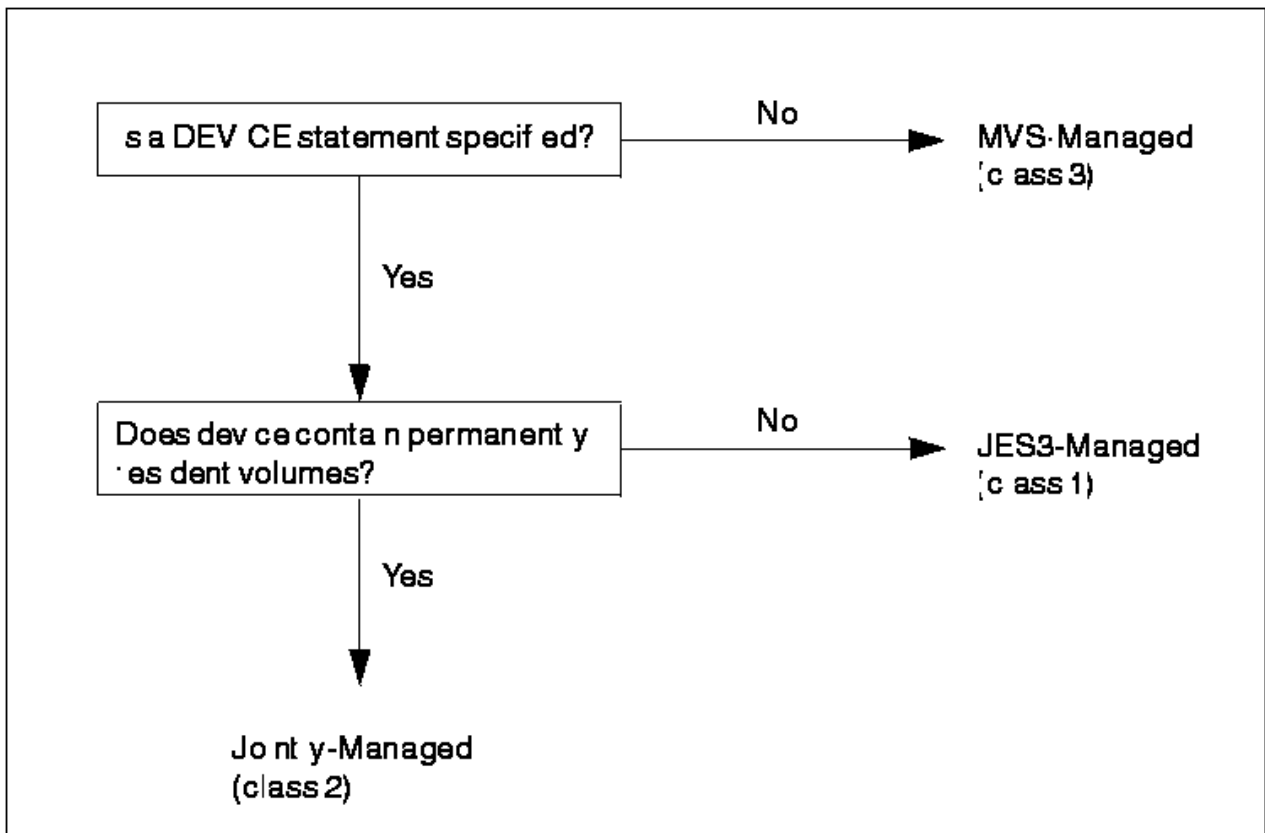 s a DEV CE statement specif ed?
No
MVS-Managed
(c ass 3)
Yes
Does dev ce conta n permanent y
es dent volumes?
No
JES3-Managed
(c ass 1)
Yes
Jo nt y-Managed
(class 2)